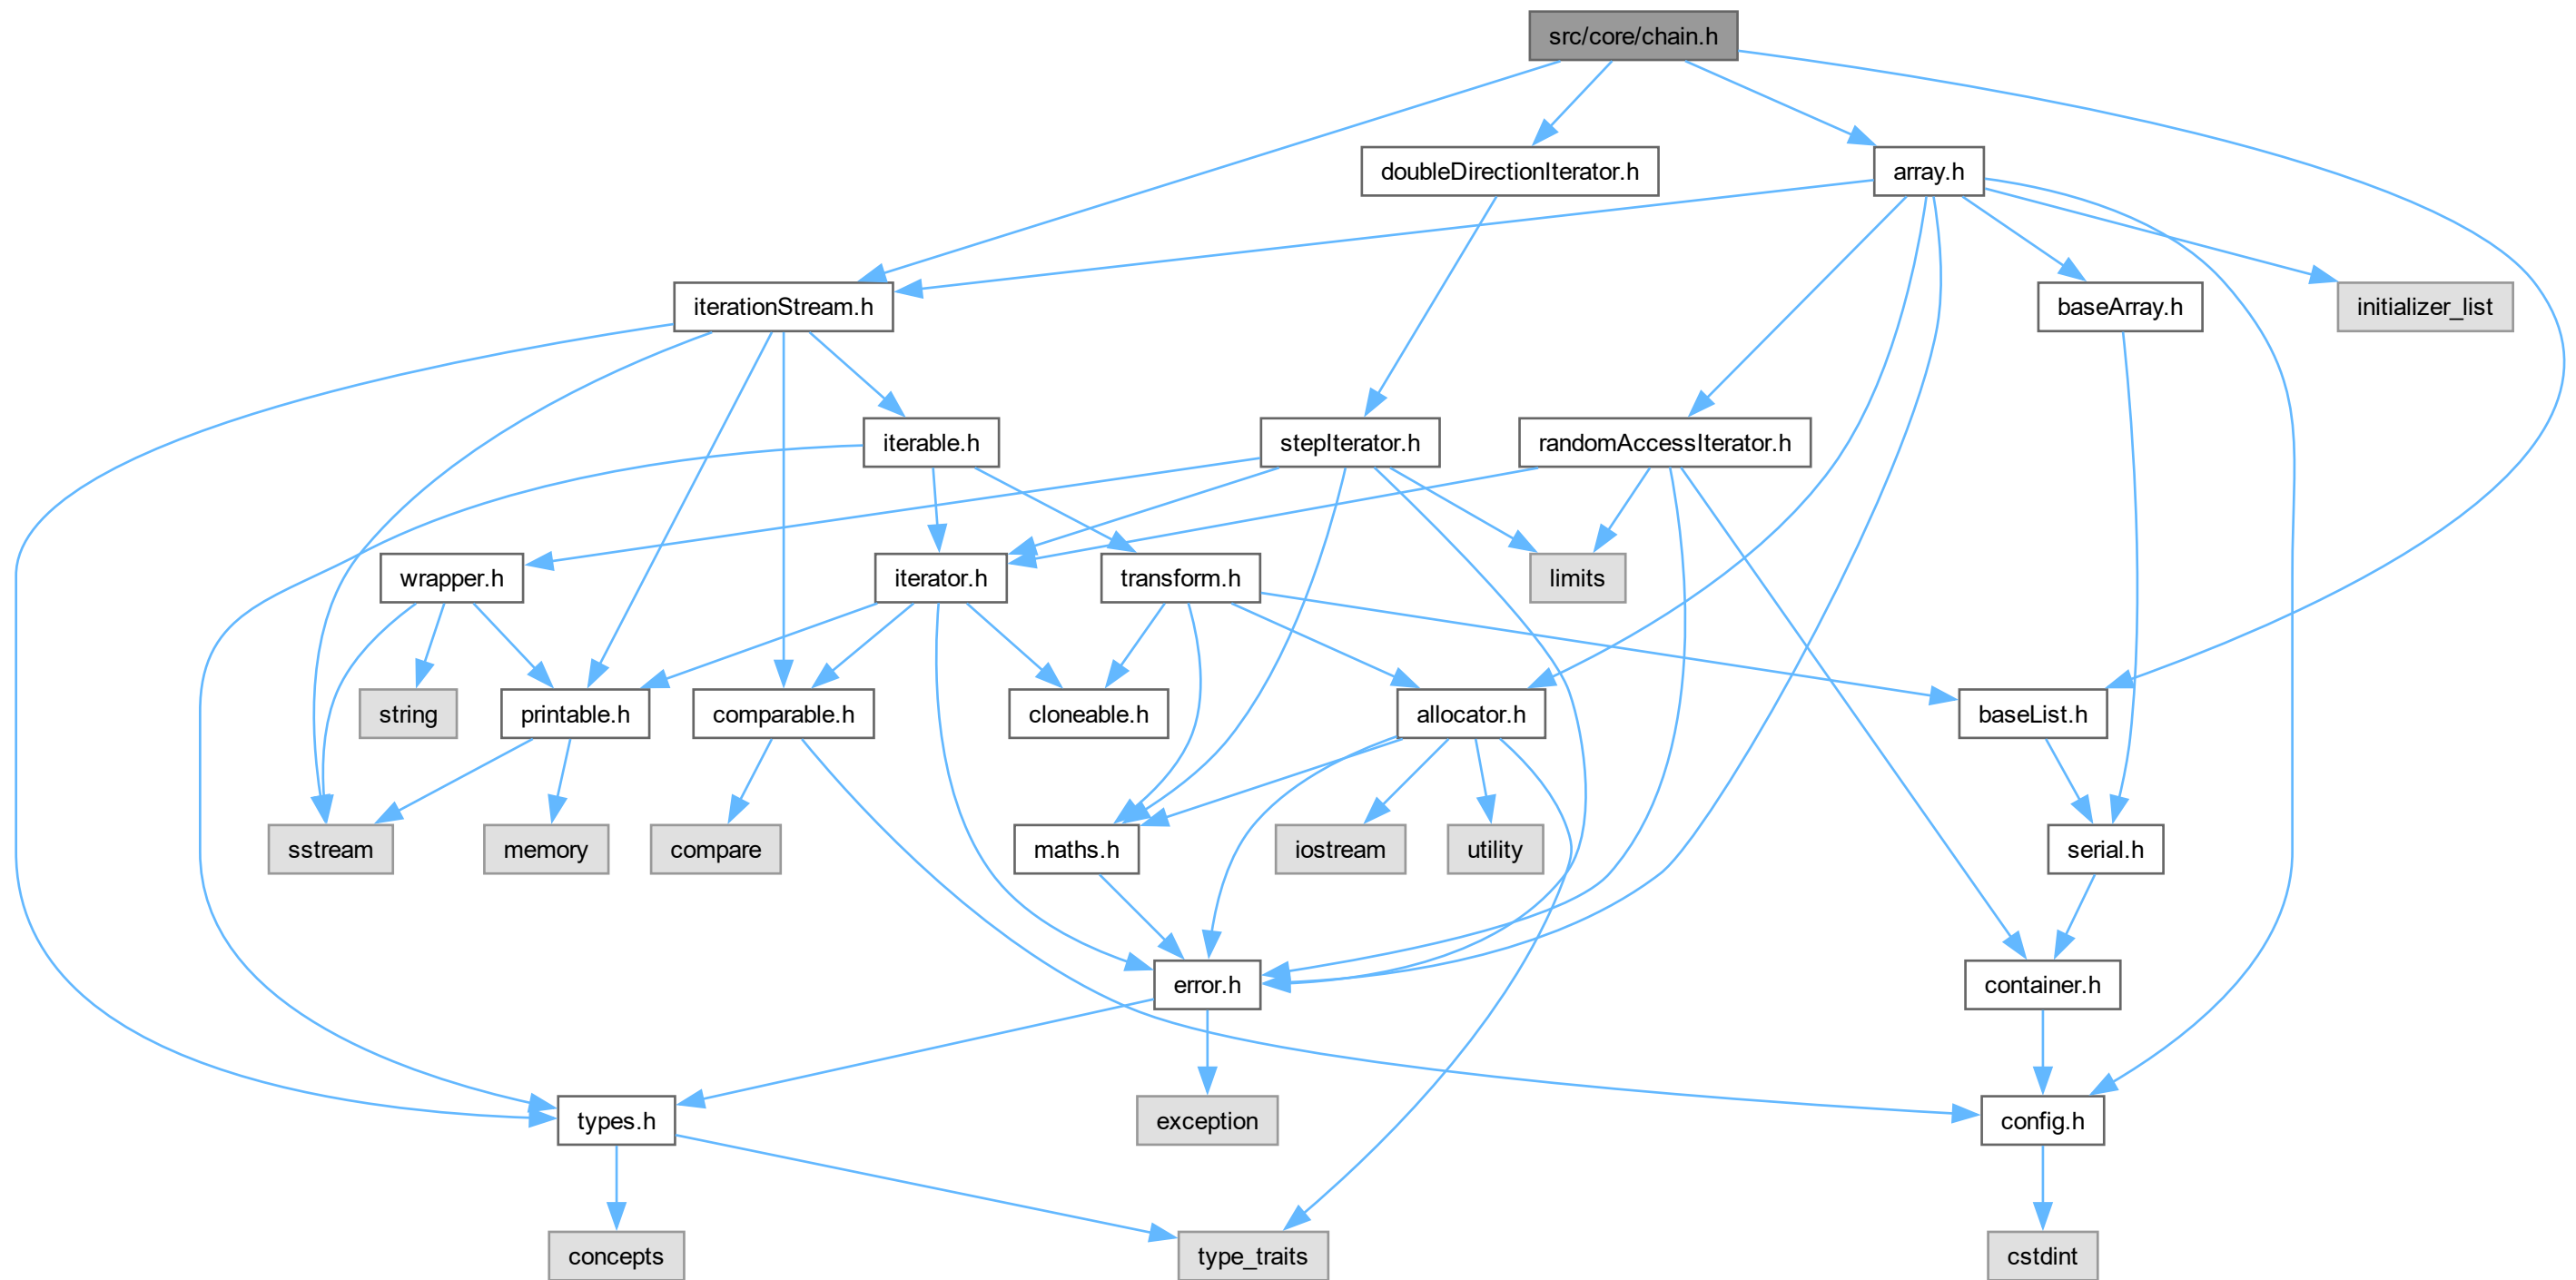 src/core/chain.h
doubleDirectionIterator.h
array.h
iterationStream.h
baseArray.h
initializer_list
iterable.h
stepIterator.h
randomAccessIterator.h
wrapper.h
iterator.h
transform.h
limits
string
printable.h
comparable.h
cloneable.h
allocator.h
baseList.h
sstream
memory
compare
maths.h
iostream
utility
serial.h
error.h
container.h
types.h
exception
config.h
concepts
type_traits
cstdint